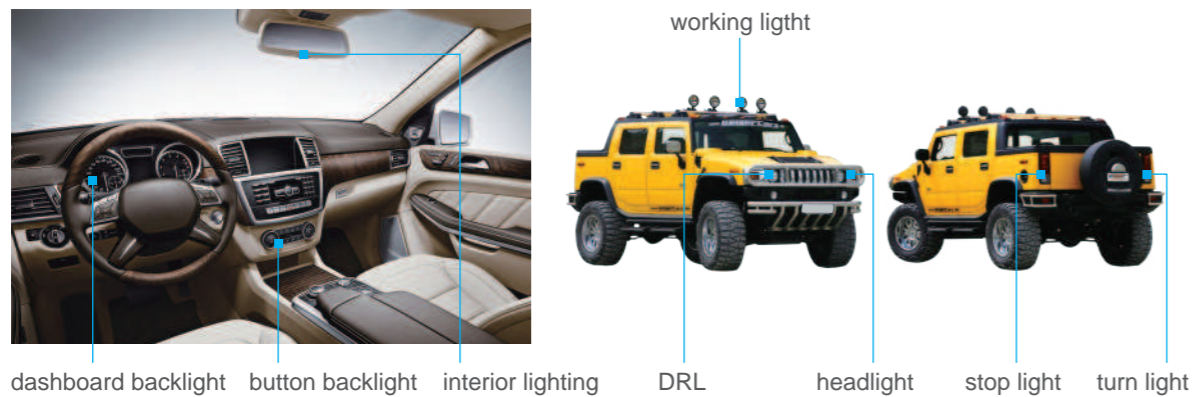 working ligtht
dashboard backlight
button backlight
interior lighting
DRL
headlight
stop light
turn light